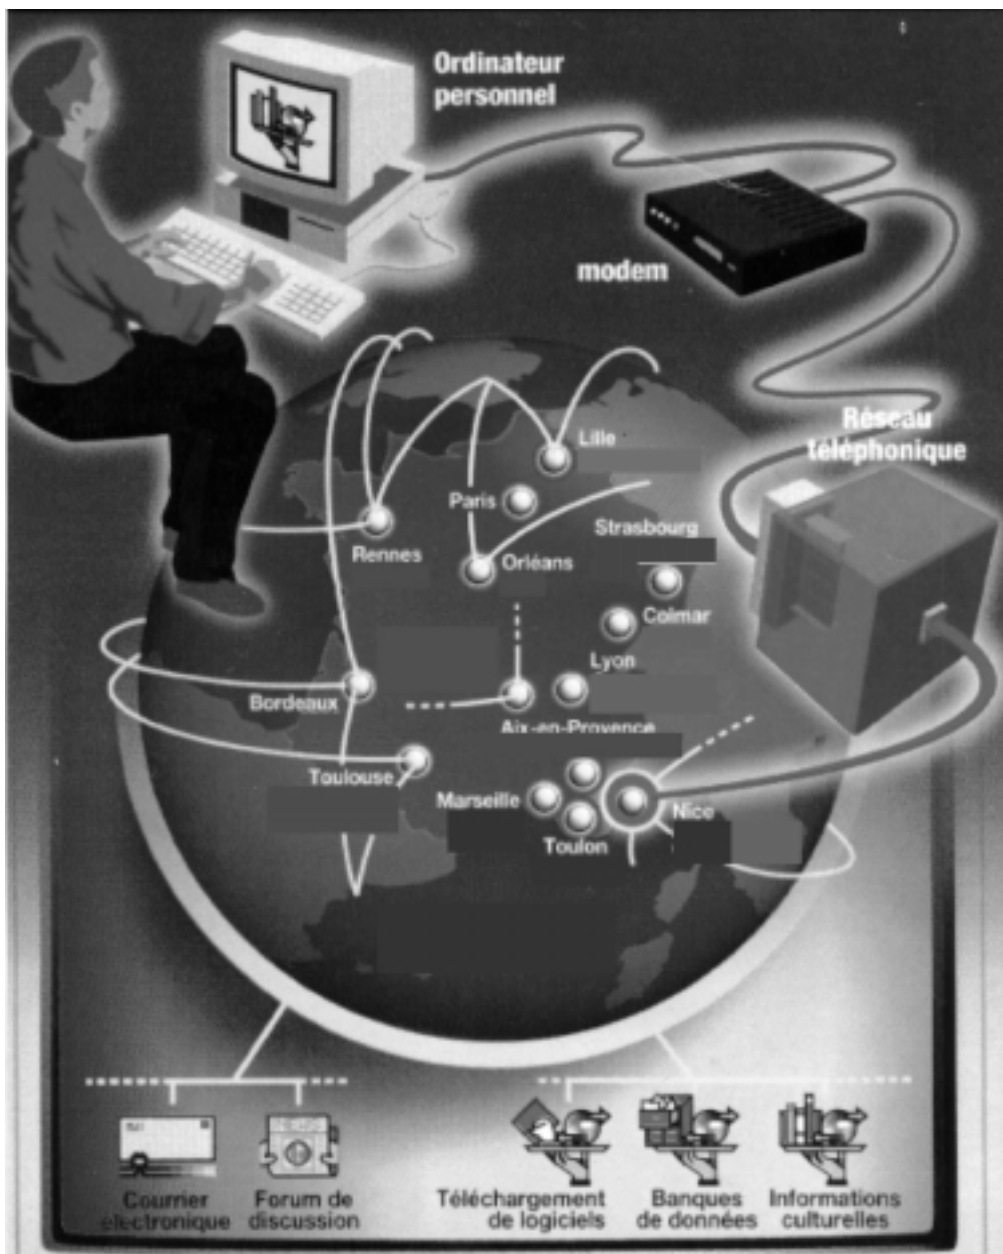 Ordinateur
personnel
modem
Réseau
téléphonique
Lille
Paris
Strasbourg
Rennes
Orléans
Colmar
Lyon
Bordeaux
Aix-en-Provence
Toulouse
Marseille
Nice
Toulon
Courrier
électronique
Forum de
discussion
Téléchargement
de logiciels
Banques
de données
Informations
culturelles